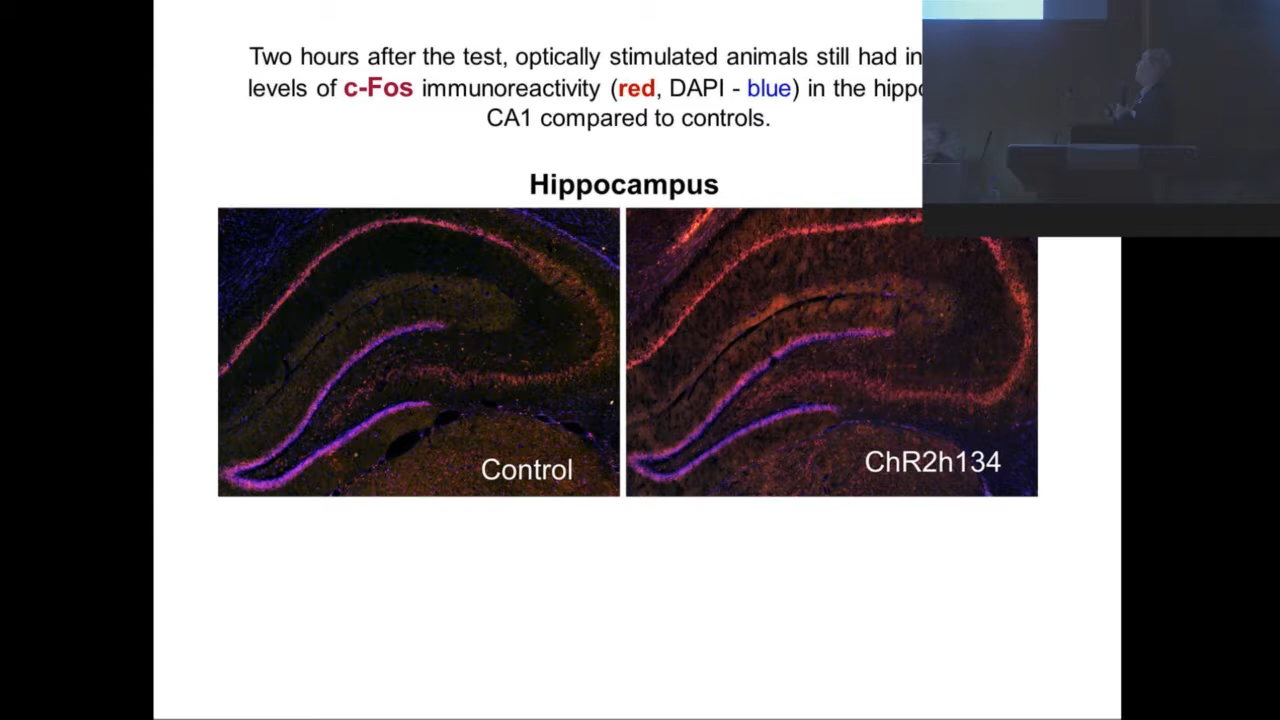 Two hours after the test, optically stimulated animals still had in
levels of c-Fos immunoreactivity (red, DAPI - blue) in the hippo
CA1 compared to controls.
Hippocampus
Control
ChR2h134